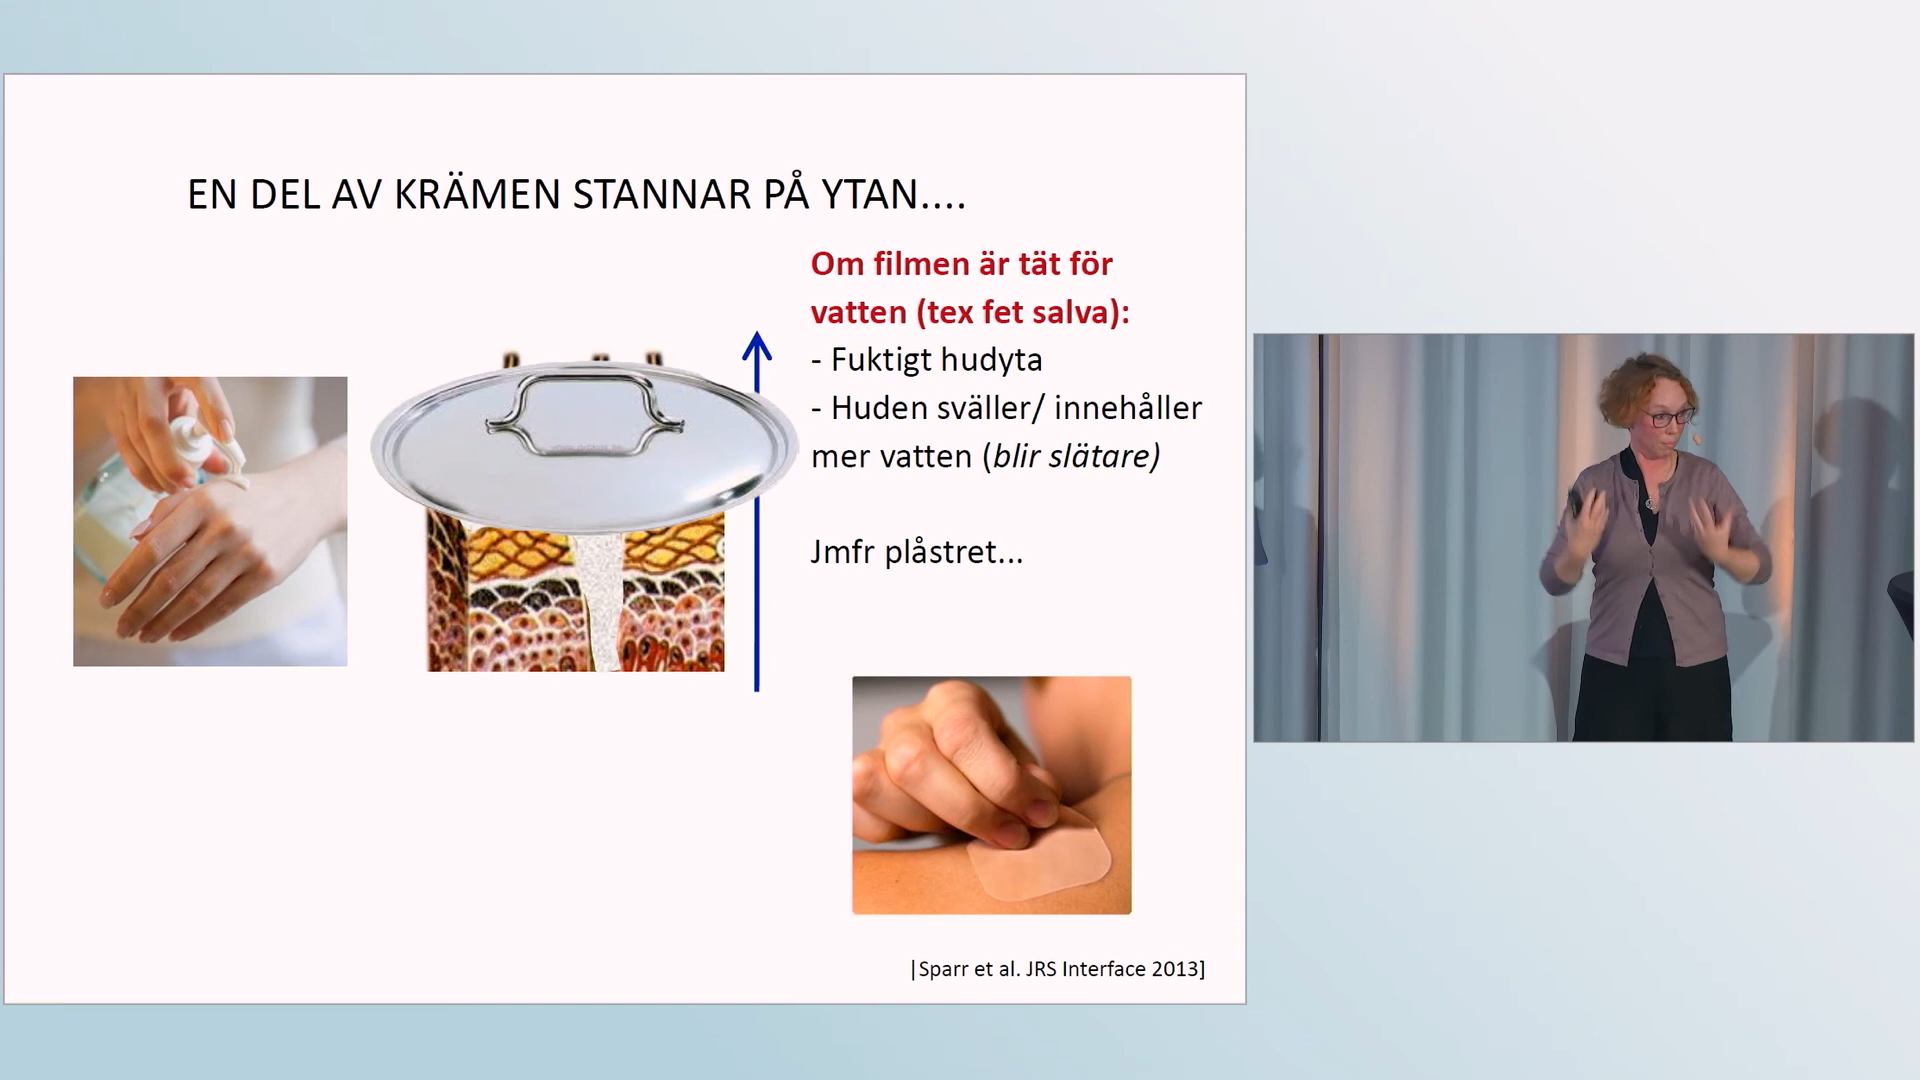 EN DEL AV KRÄMEN STANNAR PÅ YTAN....
Om filmen är tät för
vatten (tex fet salva):
- Fuktigt hudyta
- Huden sväller/ innehåller
mer vatten (blir slätare)
Jmfr plåstret...
|Sparr et al. JRS Interface 2013]